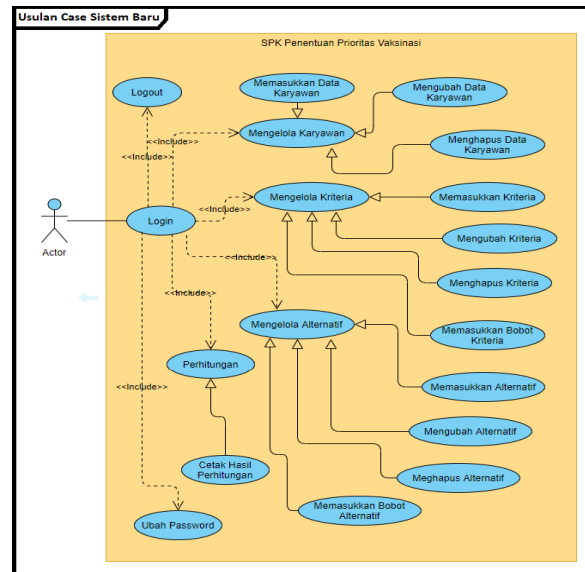 Usulan Case Sistem Baru
SPK Penentuan Prioritas Vaksinasi
Memasukkan Data
Karyawan
Mengubah Data
Karyawan
Logout
Mengelola Karyawan
<<Include>>
<<Include>>
Menghapus Data
Karyawan
Mengelola Kriteria
Memasukkan Kriteria
<<Include>>
Login
Actor
Mengubah Kriteria
<<Include>>
Menghapus Kriteria
<<Include>>
Mengelola Alternatif
Memasukkan Bobot
Kriteria
Perhitungan
<<Include>>
Memasukkan Alternatif
Mengubah Alternatif
Cetak Hasil
Perhitungan
Meghapus Alternatif
Memasukkan Bobot
Alternatif
Ubah Password